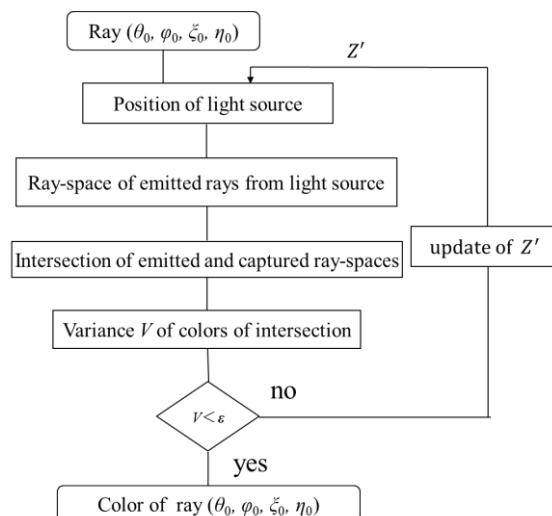 Ray (θ₀, φ₀, ξ₀, η₀)
Z′
Position of light source
Ray-space of emitted rays from light source
update of Z′
Intersection of emitted and captured ray-spaces
Variance V of colors of intersection
no
V<ε
yes
Color of ray (θ₀, φ₀, ξ₀, η₀)